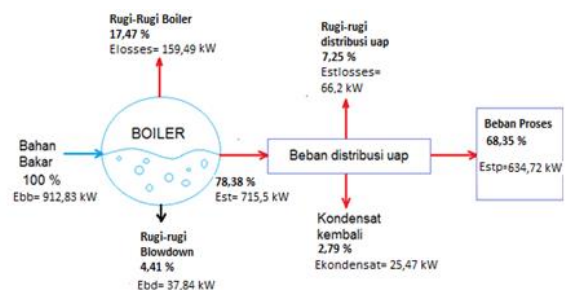 Rugi-Rugi Boiler
17,47 %
Elosses= 159,49 kW
Rugi-rugi
distribusi uap
7,25 %
Estlosses=
66,2 kW
BOILER
Bahan
Bakar
100 %
Ebb= 912,83 kW
78,38 %
Est= 715,5 kW
Beban distribusi uap
Beban Proses
68,35 %
Estp=634,72 kW
Rugi-rugi
Blowdown
4,41 %
Ebd= 37,84 kW
Kondensat
kembali
2,79 %
Ekondensat= 25,47 kW